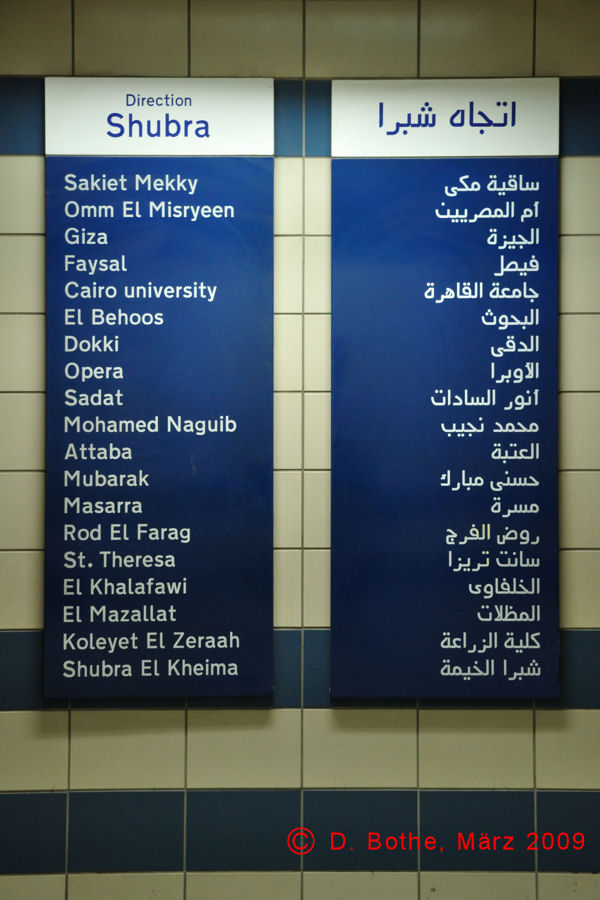 Direction
Shubra
Sakiet Mekky
Omm El Misryeen
Giza
Faysal
Cairo university
El Behoos
Dokki
Opera
Sadat
Mohamed Naguib
Attaba
Mubarak
Masarra
Rod El Farag
St. Theresa
El Khalafawi
El Mazallat
Koleyet El Zeraah
Shubra El Kheima
اتجاه شبرا
ساقية مكى
أم المصريين
الجيزة
فيصل
جامعة القاهرة
البحوث
الدقى
الأوبرا
أنور السادات
محمد نجيب
العتبة
حسنى مبارك
مسرة
روض الفرج
سانت تريزا
الخلفاوى
المظلات
كلية الزراعة
شبرا الخيمة
© D. Bothe, März 2009